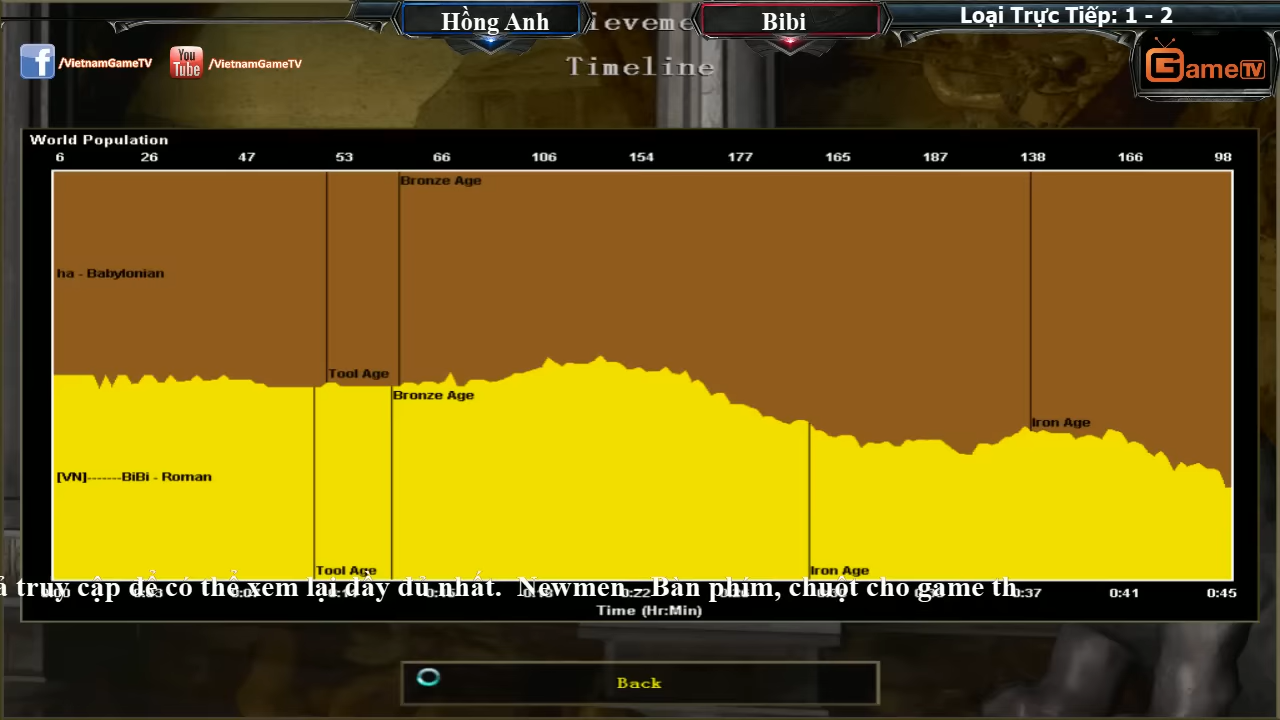 Hồng Anh
Bibi
Loại Trực Tiếp: 1 - 2
/VietnamGameTV
You Tube
/VietnamGameTV
GameTV
Timeline
World Population
6 26 47 53 66 106 154 177 165 187 138 166 98
Bronze Age
ha - Babylonian
Tool Age
Bronze Age
Iron Age
[VN]-------BiBi - Roman
Tool Age
Iron Age
truy cập để có thể xem lại đầy đủ nhất. Newmen - Bàn phím, chuột cho game th
0:37 0:41 0:45
Time (Hr:Min)
Back